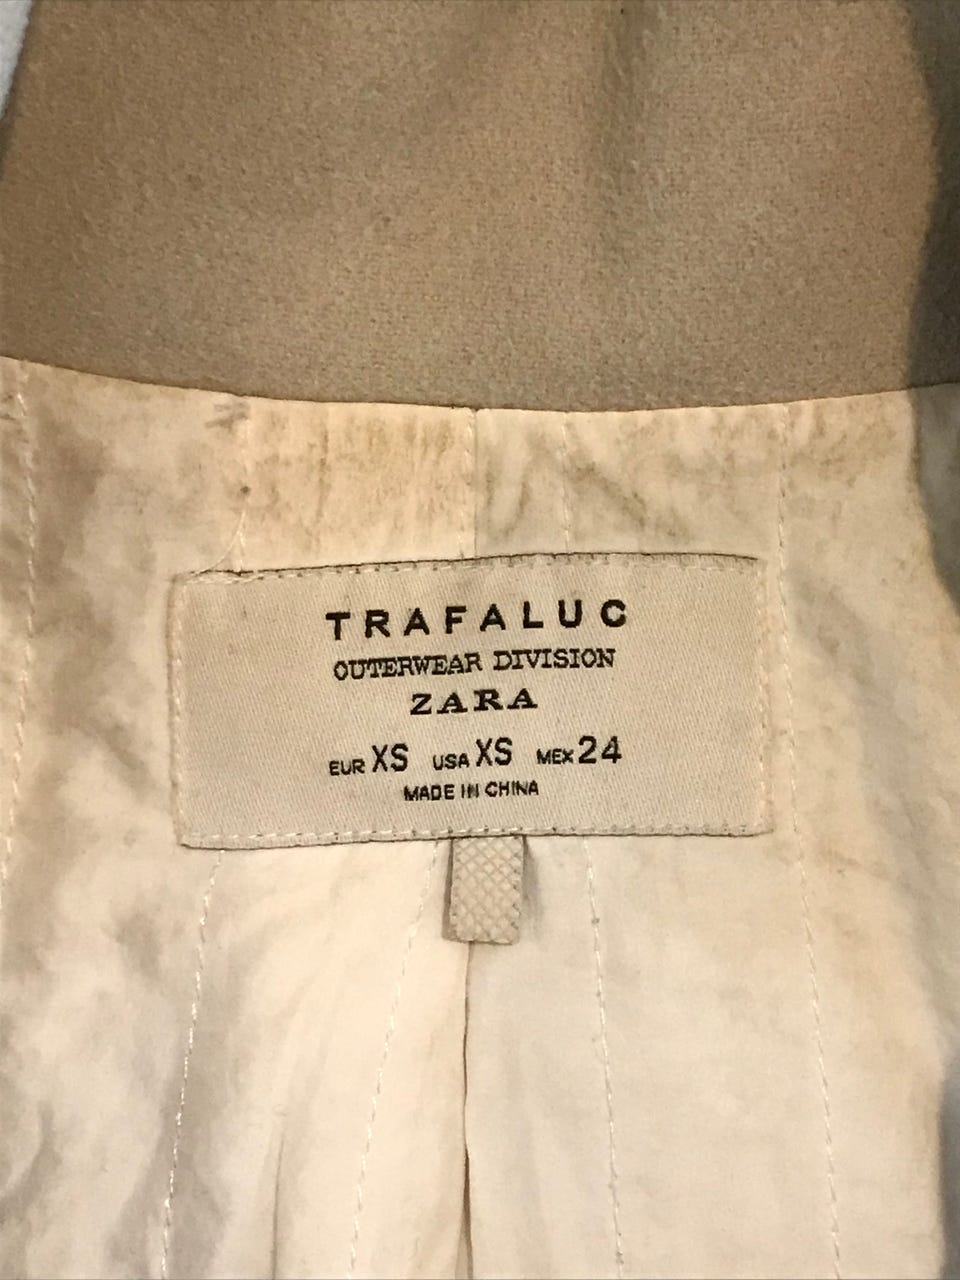 TRAFALUC
OUTERWEAR DIVISION
ZARA
EUR XS USA XS MEX 24
MADE IN CHINA